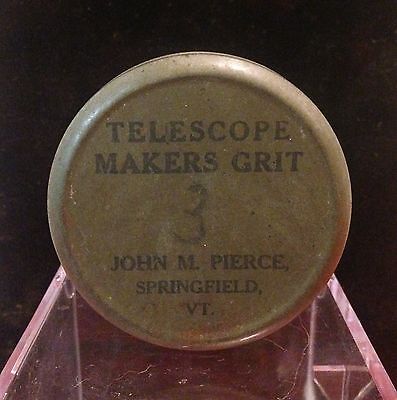 TELESCOPE
MAKERS GRIT
3
JOHN M. PIERCE,
SPRINGFIELD,
VT.